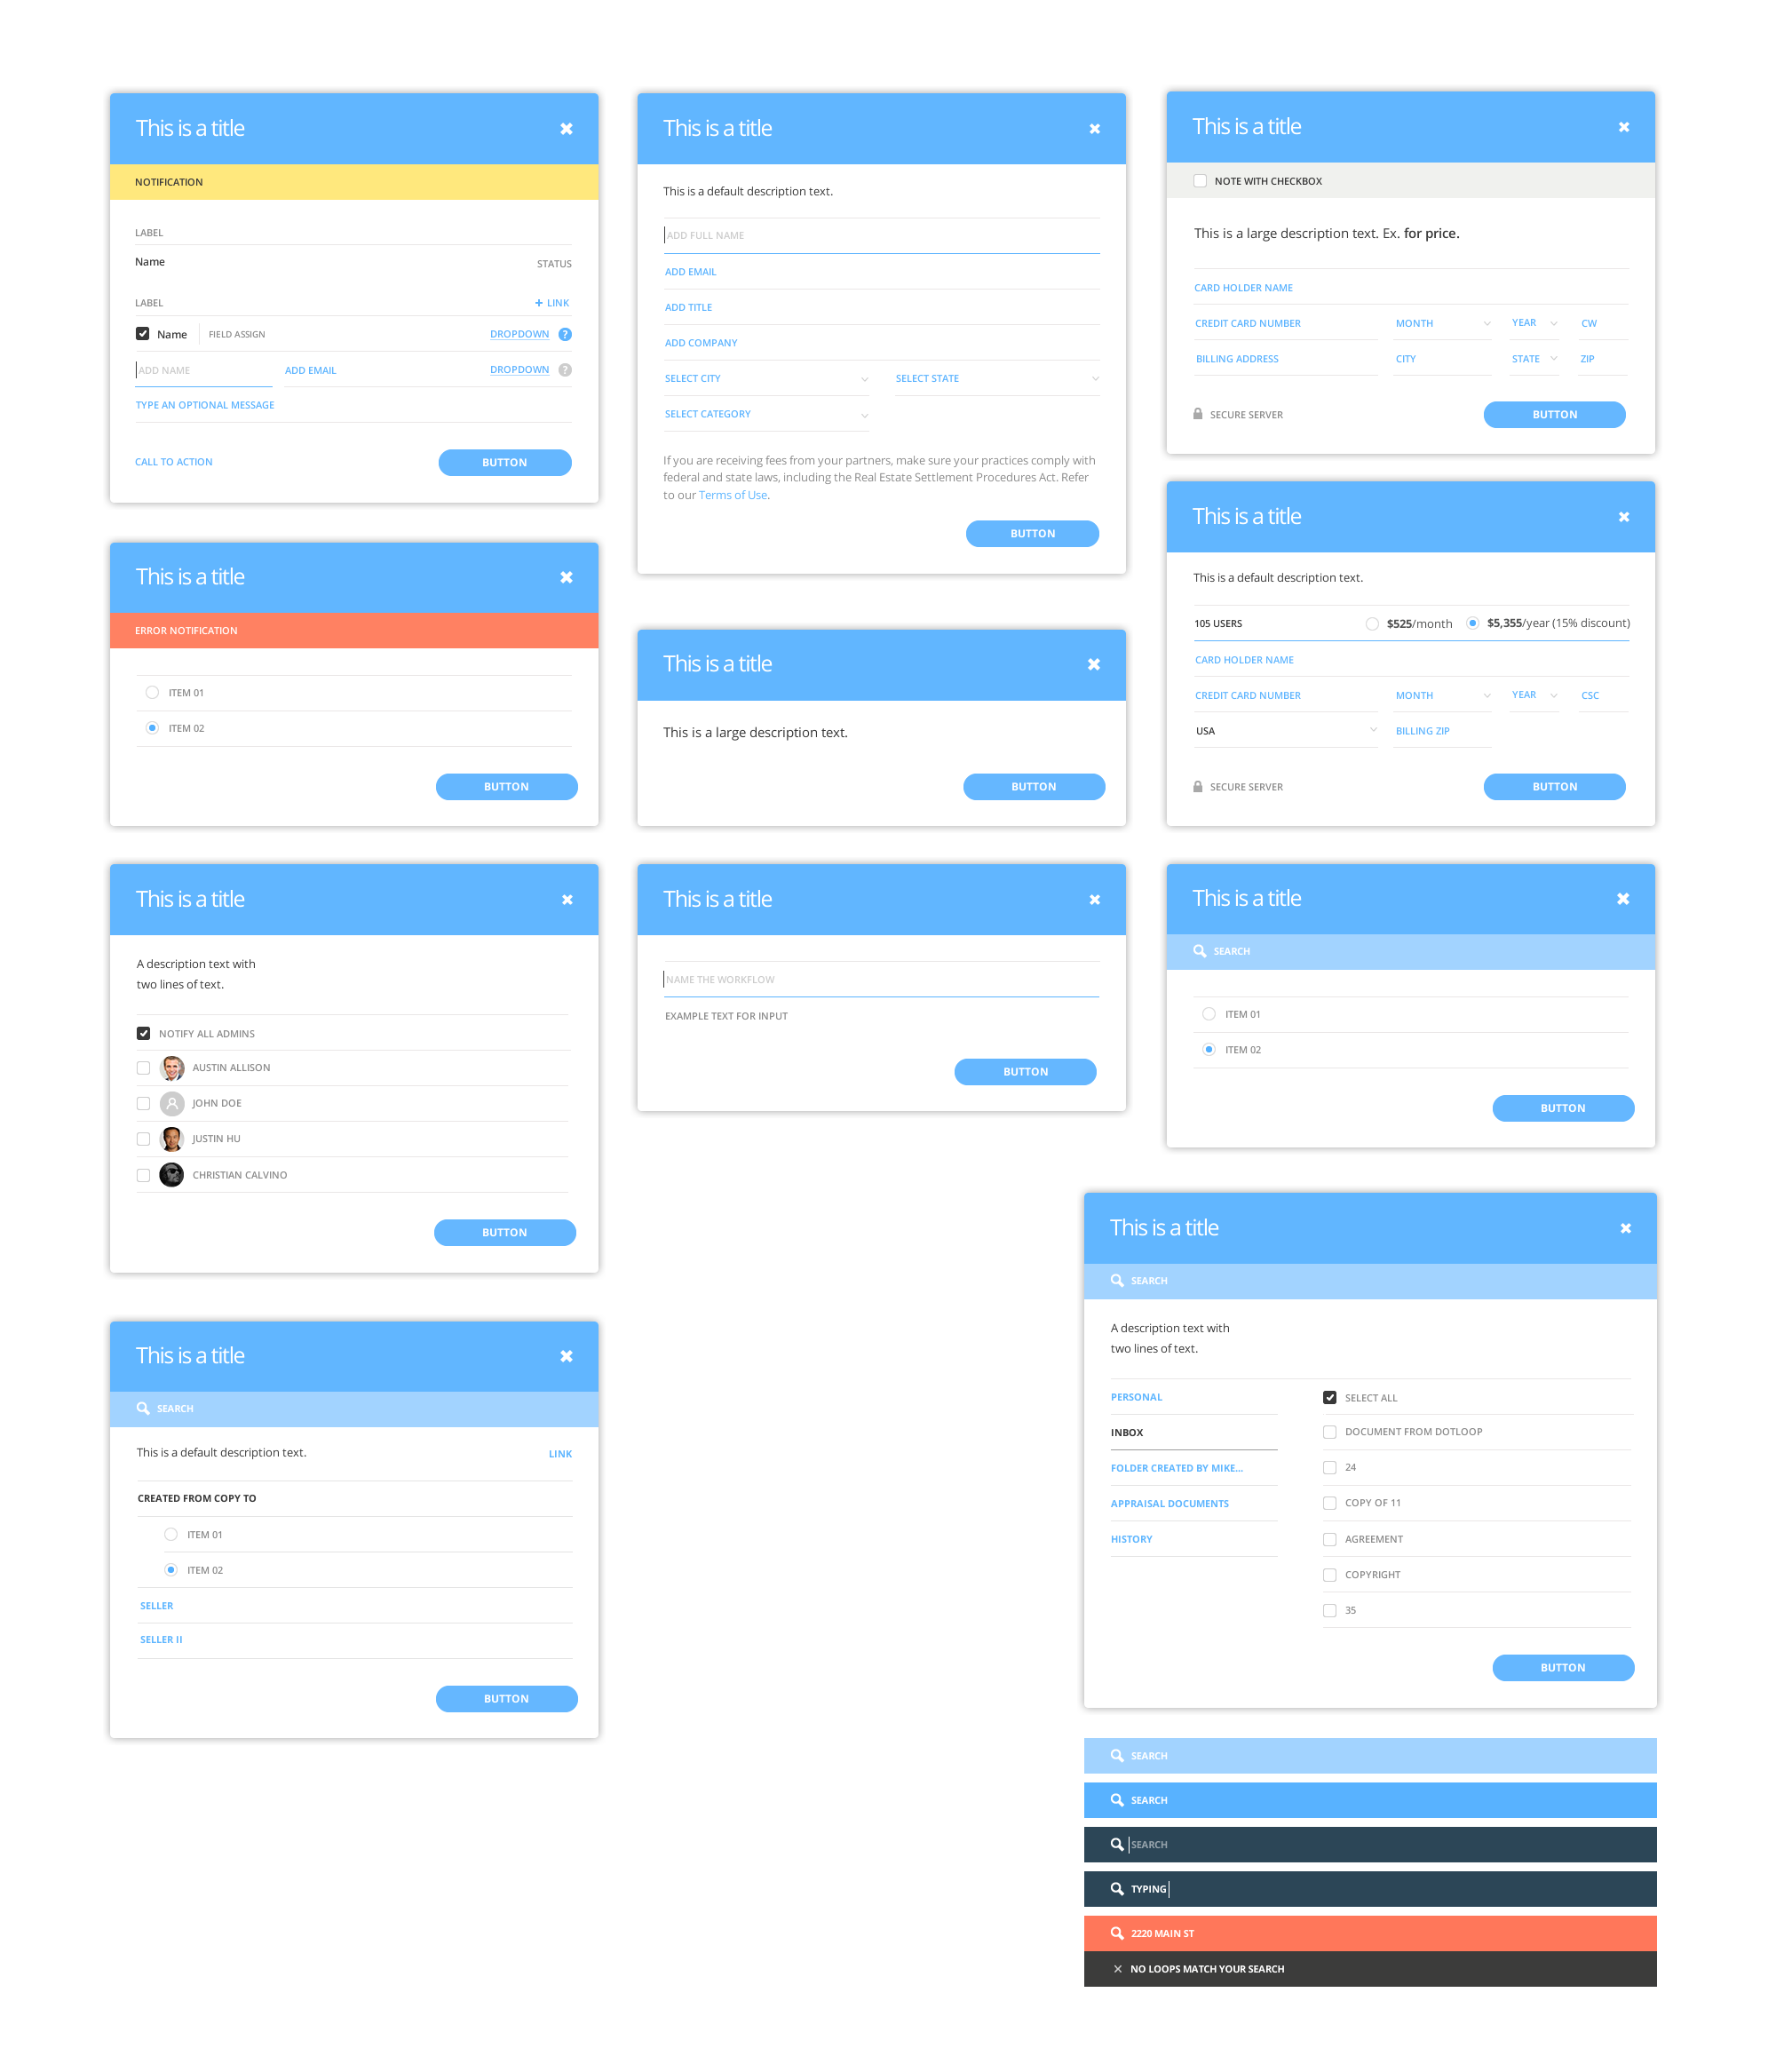 This is a title
NOTIFICATION
LABEL
Name STATUS
LABEL + LINK
Name FIELD ASSIGN DROPDOWN ?
ADD NAME ADD EMAIL DROPDOWN ?
TYPE AN OPTIONAL MESSAGE
CALL TO ACTION BUTTON
This is a title
ERROR NOTIFICATION
ITEM 01
ITEM 02
BUTTON
This is a title
A description text with
two lines of text.
NOTIFY ALL ADMINS
AUSTIN ALLISON
JOHN DOE
JUSTIN HU
CHRISTIAN CALVINO
BUTTON
This is a title
SEARCH
This is a default description text. LINK
CREATED FROM COPY TO
ITEM 01
ITEM 02
SELLER
SELLER II
BUTTON
This is a title
This is a default description text.
ADD FULL NAME
ADD EMAIL
ADD TITLE
ADD COMPANY
SELECT CITY SELECT STATE
SELECT CATEGORY
If you are receiving fees from your partners, make sure your practices comply with
federal and state laws, including the Real Estate Settlement Procedures Act. Refer
to our Terms of Use.
BUTTON
This is a title
This is a large description text.
BUTTON
This is a title
NAME THE WORKFLOW
EXAMPLE TEXT FOR INPUT
BUTTON
This is a title
NOTE WITH CHECKBOX
This is a large description text. Ex. for price.
CARD HOLDER NAME
CREDIT CARD NUMBER MONTH YEAR CW
BILLING ADDRESS CITY STATE ZIP
SECURE SERVER BUTTON
This is a title
This is a default description text.
105 USERS $525/month $5,355/year (15% discount)
CARD HOLDER NAME
CREDIT CARD NUMBER MONTH YEAR CSC
USA BILLING ZIP
SECURE SERVER BUTTON
This is a title
SEARCH
ITEM 01
ITEM 02
BUTTON
This is a title
SEARCH
A description text with
two lines of text.
PERSONAL SELECT ALL
INBOX DOCUMENT FROM DOTLOOP
FOLDER CREATED BY MIKE... 24
APPRAISAL DOCUMENTS COPY OF 11
HISTORY AGREEMENT
COPYRIGHT
35
BUTTON
SEARCH
SEARCH
SEARCH
TYPING
2220 MAIN ST
NO LOOPS MATCH YOUR SEARCH